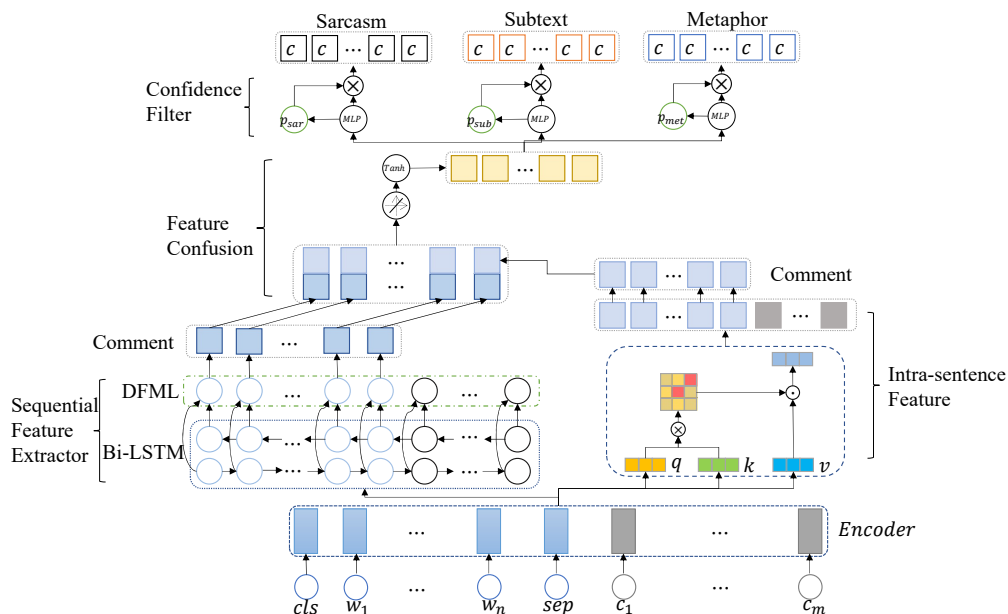 Sarcasm Subtext Metaphor
c c ... c c c c ... c c c c ... c c
Confidence
Filter
p_sar MLP p_sub MLP p_met MLP
Tanh
...
Feature
Confusion
...
...
...
Comment
... ...
Comment ...
Intra-sentence
Feature
DFML ... ...
Sequential
Feature
Extractor
Bi-LSTM ... ...
... ...
q k v
... ... ... Encoder
cls w_1 ... w_n sep c_1 ... c_m